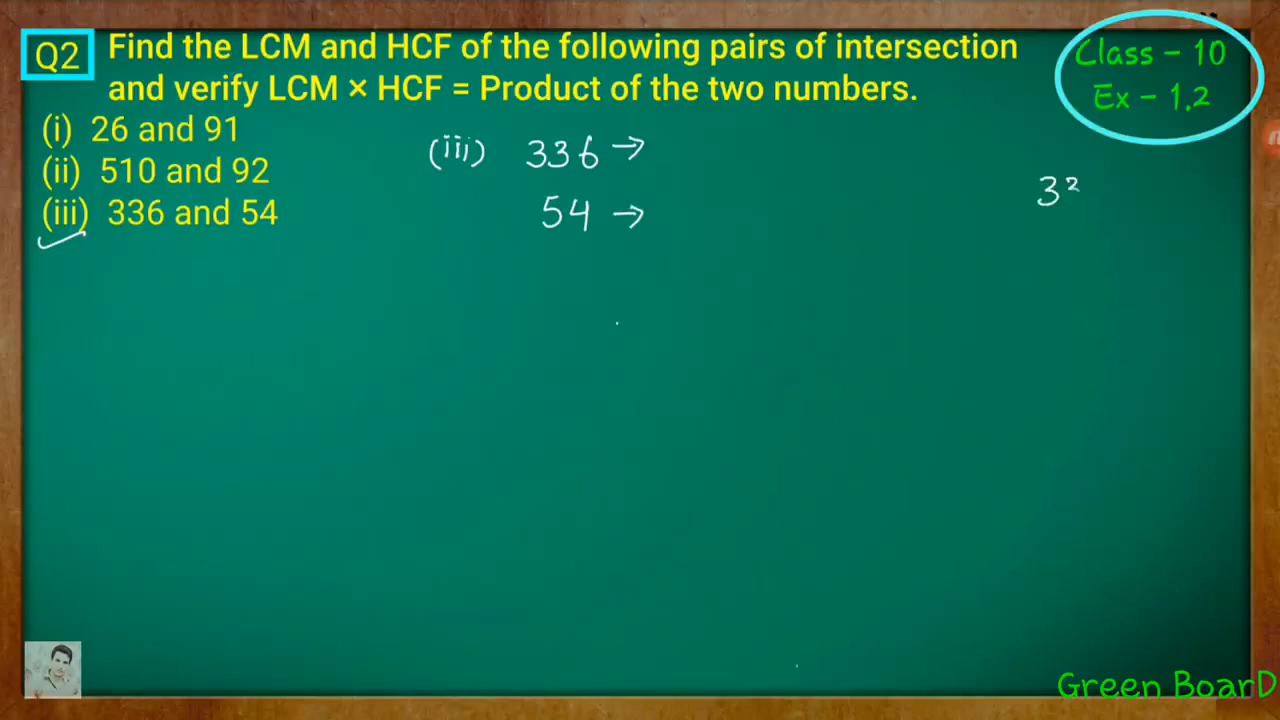 Q2 Find the LCM and HCF of the following pairs of intersection
and verify LCM × HCF = Product of the two numbers.
Class - 10
Ex - 1.2
(i) 26 and 91
(ii) 510 and 92
(iii) 336 and 54
(iii) 336 →
54 →
3²
Green BoarD